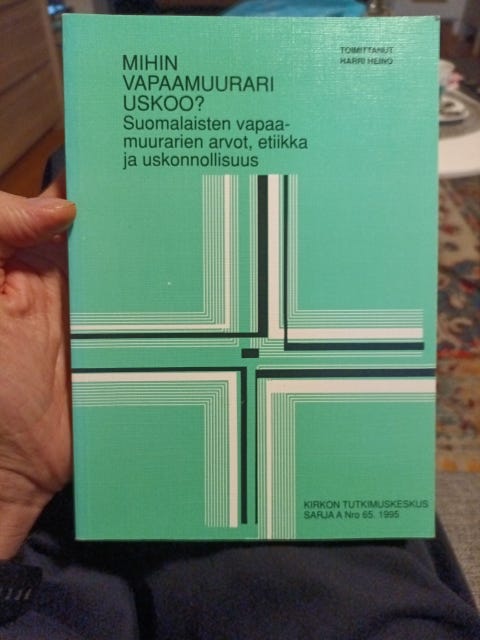 MIHIN
VAPAAMUURARI
USKOO?
Suomalaisten vapaa-
muurarien arvot, etiikka
ja uskonnollisuus
TOIMITTANUT
HARRI HEINO
KIRKON TUTKIMUSKESKUS
SARJA A Nro 65. 1995